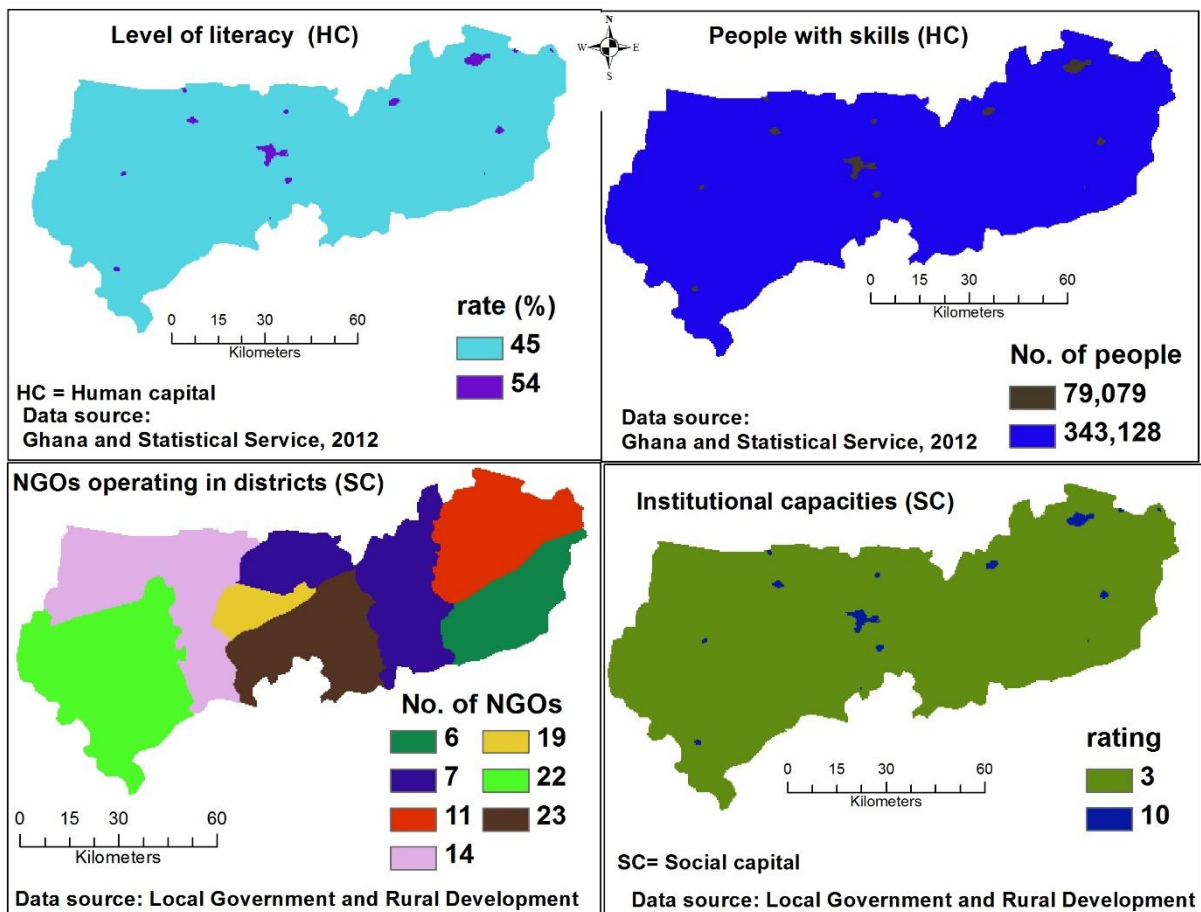 Level of literacy (HC)
N
W E
S
0 15 30 60
Kilometers
rate (%)
45
54
HC = Human capital
Data source:
Ghana and Statistical Service, 2012
People with skills (HC)
0 15 30 60
Kilometers
No. of people
79,079
343,128
Data source:
Ghana and Statistical Service, 2012
NGOs operating in districts (SC)
No. of NGOs
6 19
7 22
11 23
14
0 15 30 60
Kilometers
Data source: Local Government and Rural Development
Institutional capacities (SC)
0 15 30 60
Kilometers
rating
3
10
SC= Social capital
Data source: Local Government and Rural Development